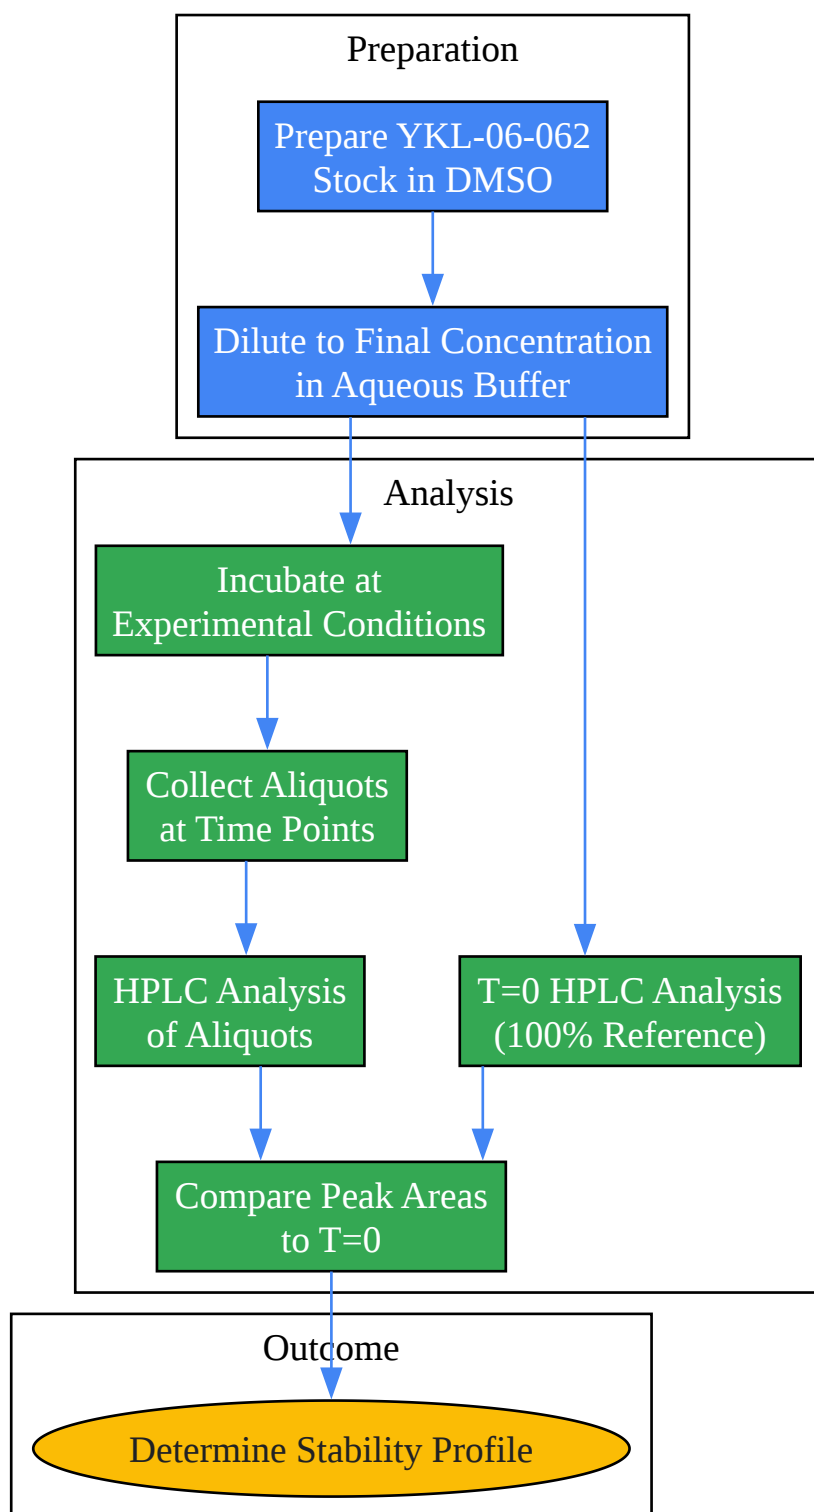 Preparation
Prepare YKL-06-062
Stock in DMSO
Dilute to Final Concentration
in Aqueous Buffer
Analysis
Incubate at
Experimental Conditions
Collect Aliquots
at Time Points
HPLC Analysis
of Aliquots
T=0 HPLC Analysis
(100% Reference)
Compare Peak Areas
to T=0
Outcome
Determine Stability Profile